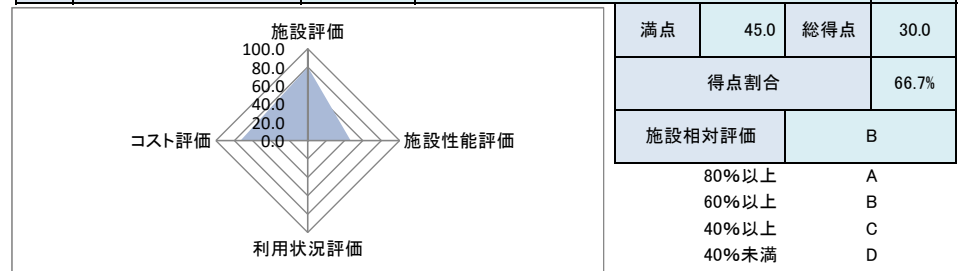 施設評価
100.0
80.0
60.0
40.0
20.0
0.0
コスト評価
施設性能評価
利用状況評価
満点 45.0 総得点 30.0
得点割合 66.7%
施設相対評価 B
80%以上 A
60%以上 B
40%以上 C
40%未満 D